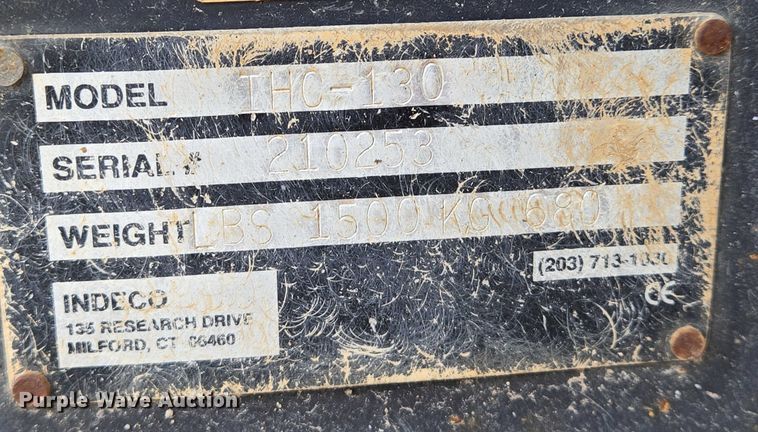 MODEL IHC-130
SERIAL # 210253
WEIGHT LBS 1500 KG 680
(203) 713-1030
INDECO
135 RESEARCH DRIVE
MILFORD, CT 06460
CE
Purple Wave Auction